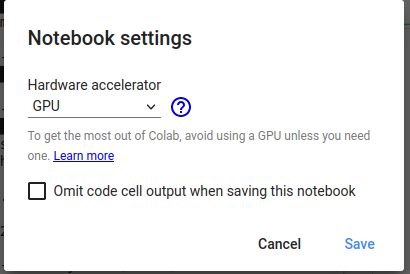 Notebook settings
Hardware accelerator
GPU
To get the most out of Colab, avoid using a GPU unless you need
one. Learn more
Omit code cell output when saving this notebook
Cancel Save